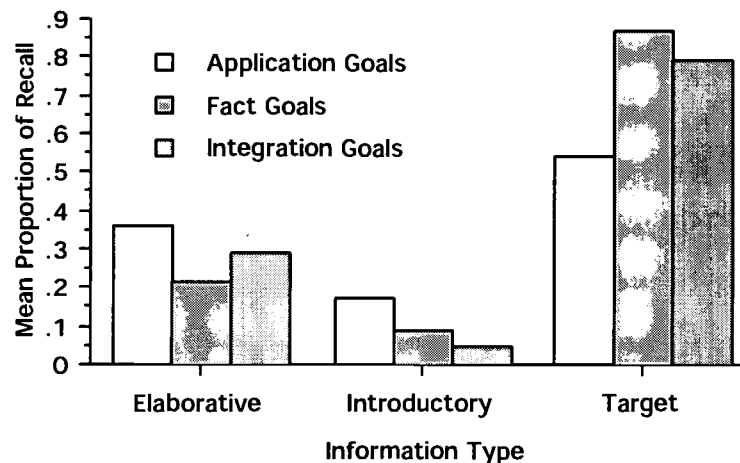 .9
.8
.7
.6
.5
.4
.3
.2
.1
0
Mean Proportion of Recall
Application Goals
Fact Goals
Integration Goals
Elaborative Introductory Target
Information Type